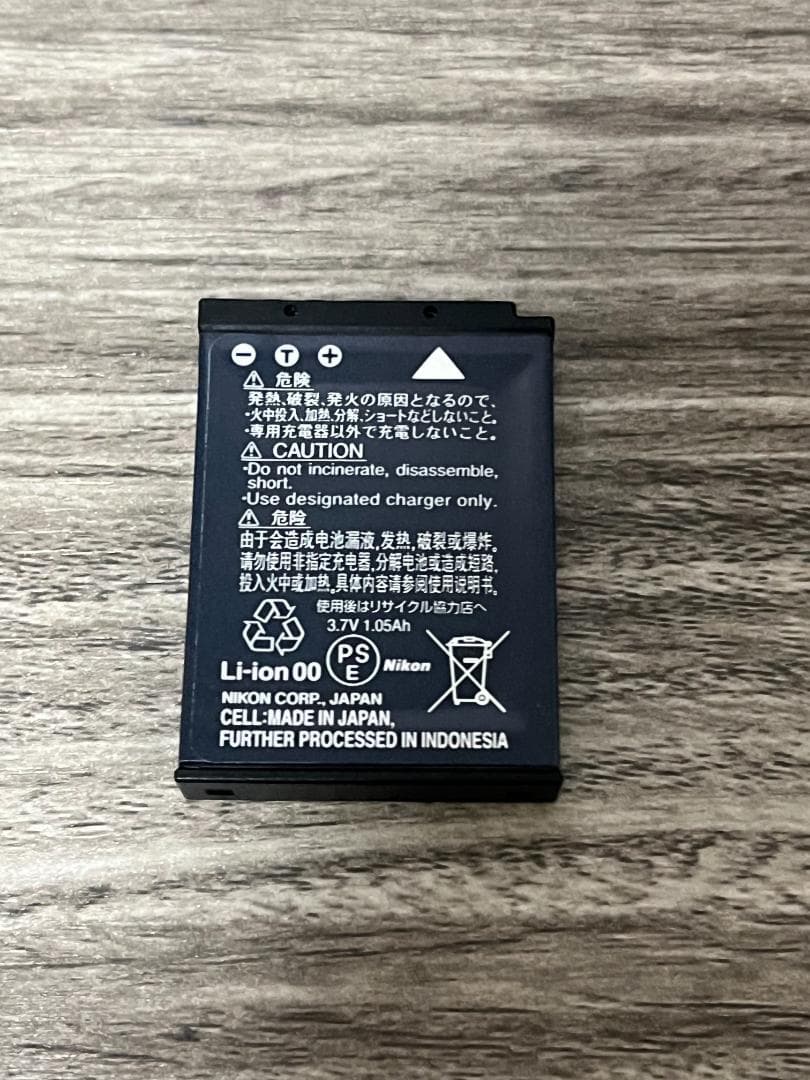 − T +
⚠ 危険
発熱、破裂、発火の原因となるので、
・火中投入、加熱、分解、ショートなどしないこと。
・専用充電器以外で充電しないこと。
⚠ CAUTION
・Do not incinerate, disassemble,
short.
・Use designated charger only.
⚠ 危险
由于会造成电池漏液,发热,破裂或爆炸。
请勿使用非指定充电器,分解电池或造成短路,
投入火中或加热。具体内容请参阅使用说明书。
使用後はリサイクル協力店へ
3.7V 1.05Ah
Li-ion 00
PS
E
Nikon
NIKON CORP., JAPAN
CELL:MADE IN JAPAN,
FURTHER PROCESSED IN INDONESIA